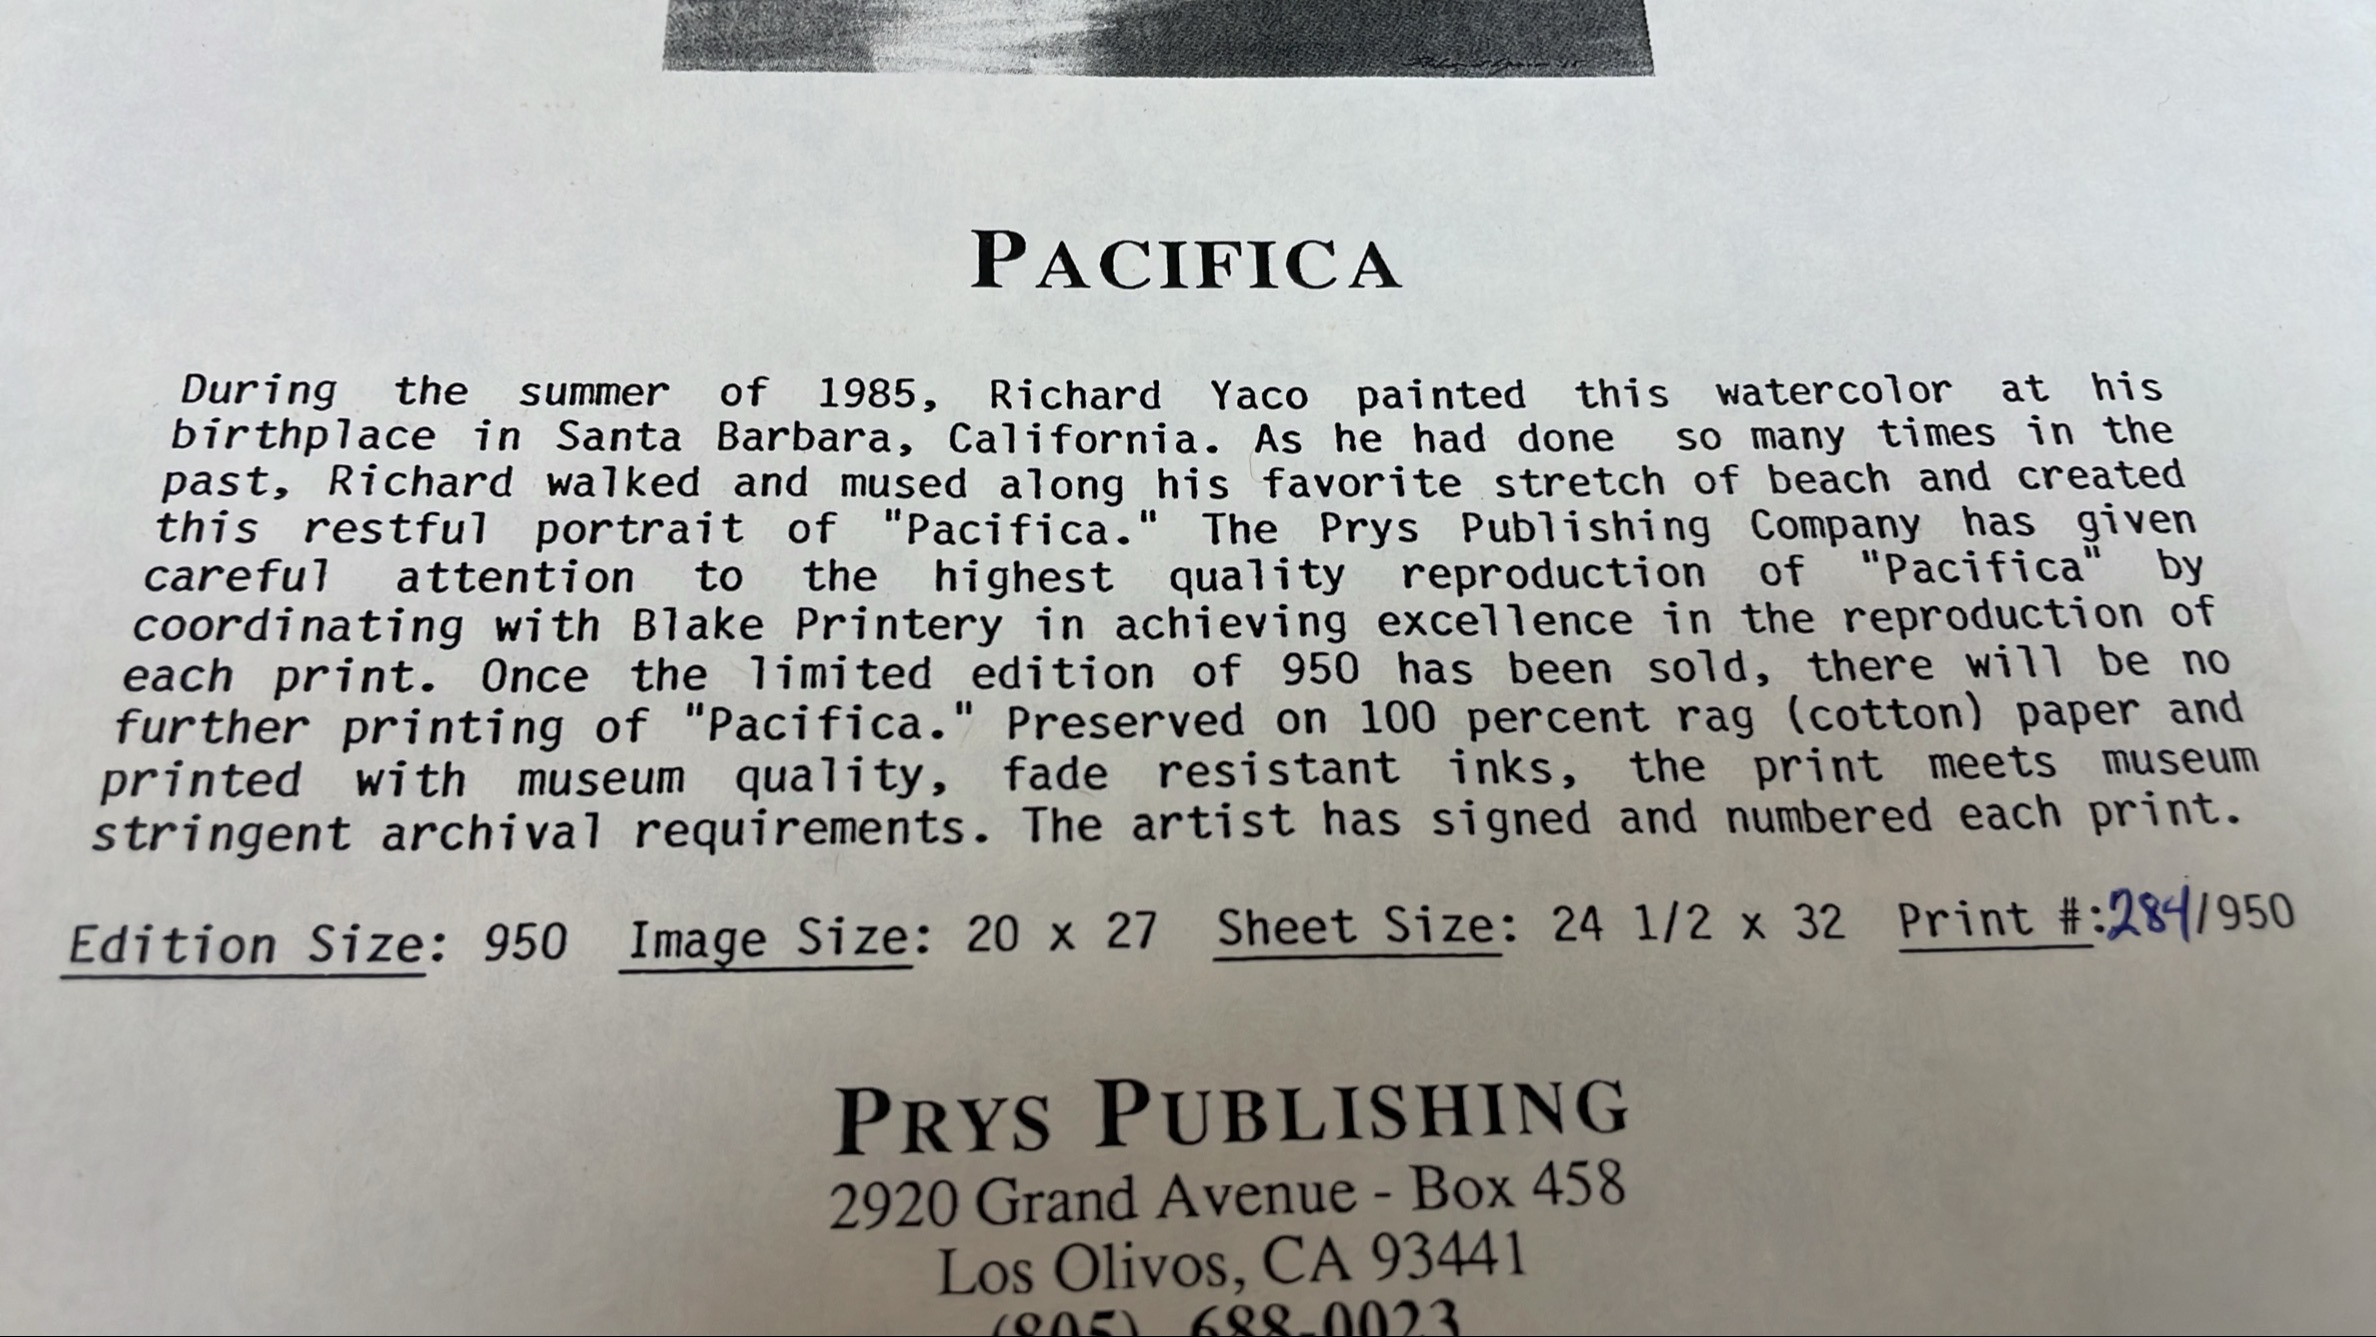 PACIFICA
During the summer of 1985, Richard Yaco painted this watercolor at his
birthplace in Santa Barbara, California. As he had done so many times in the
past, Richard walked and mused along his favorite stretch of beach and created
this restful portrait of "Pacifica." The Prys Publishing Company has given
careful attention to the highest quality reproduction of "Pacifica" by
coordinating with Blake Printery in achieving excellence in the reproduction of
each print. Once the limited edition of 950 has been sold, there will be no
further printing of "Pacifica." Preserved on 100 percent rag (cotton) paper and
printed with museum quality, fade resistant inks, the print meets museum
stringent archival requirements. The artist has signed and numbered each print.
Edition Size: 950 Image Size: 20 x 27 Sheet Size: 24 1/2 x 32 Print #:284/950
PRYS PUBLISHING
2920 Grand Avenue - Box 458
Los Olivos, CA 93441
(805) 688-0023